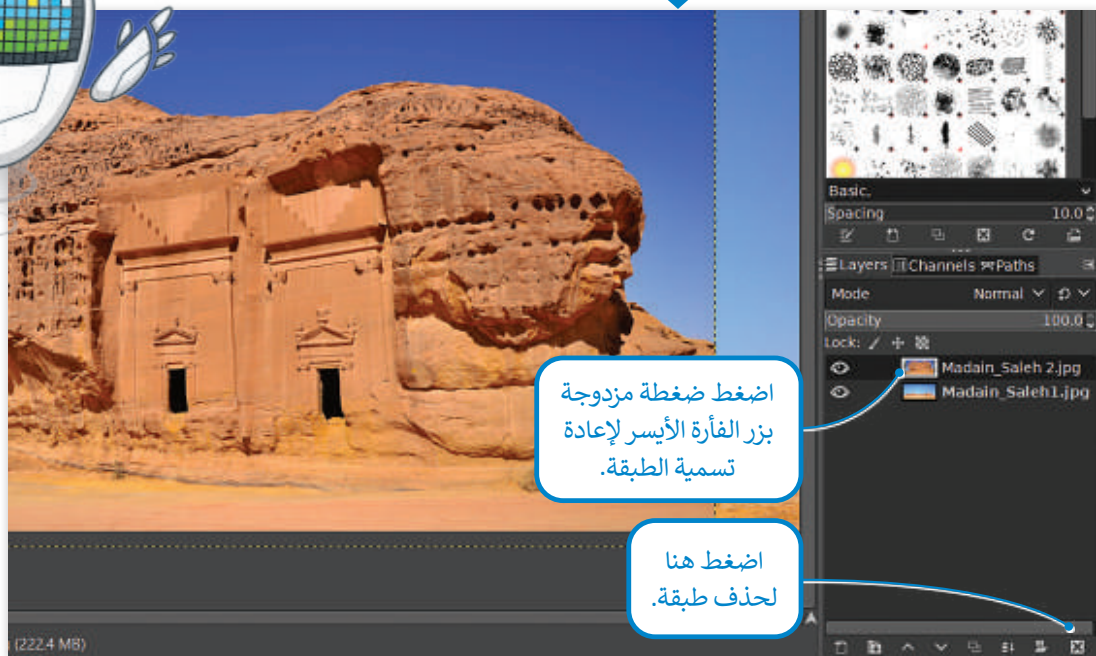 Basic.
Spacing 10.0
Layers Channels Paths
Mode Normal
Opacity 100.0
Lock:
Madain_Saleh 2.jpg
Madain_Saleh1.jpg
اضغط ضغطة مزدوجة
بزر الفأرة الأيسر لإعادة
تسمية الطبقة.
اضغط هنا
لحذف طبقة.
(222.4 MB)